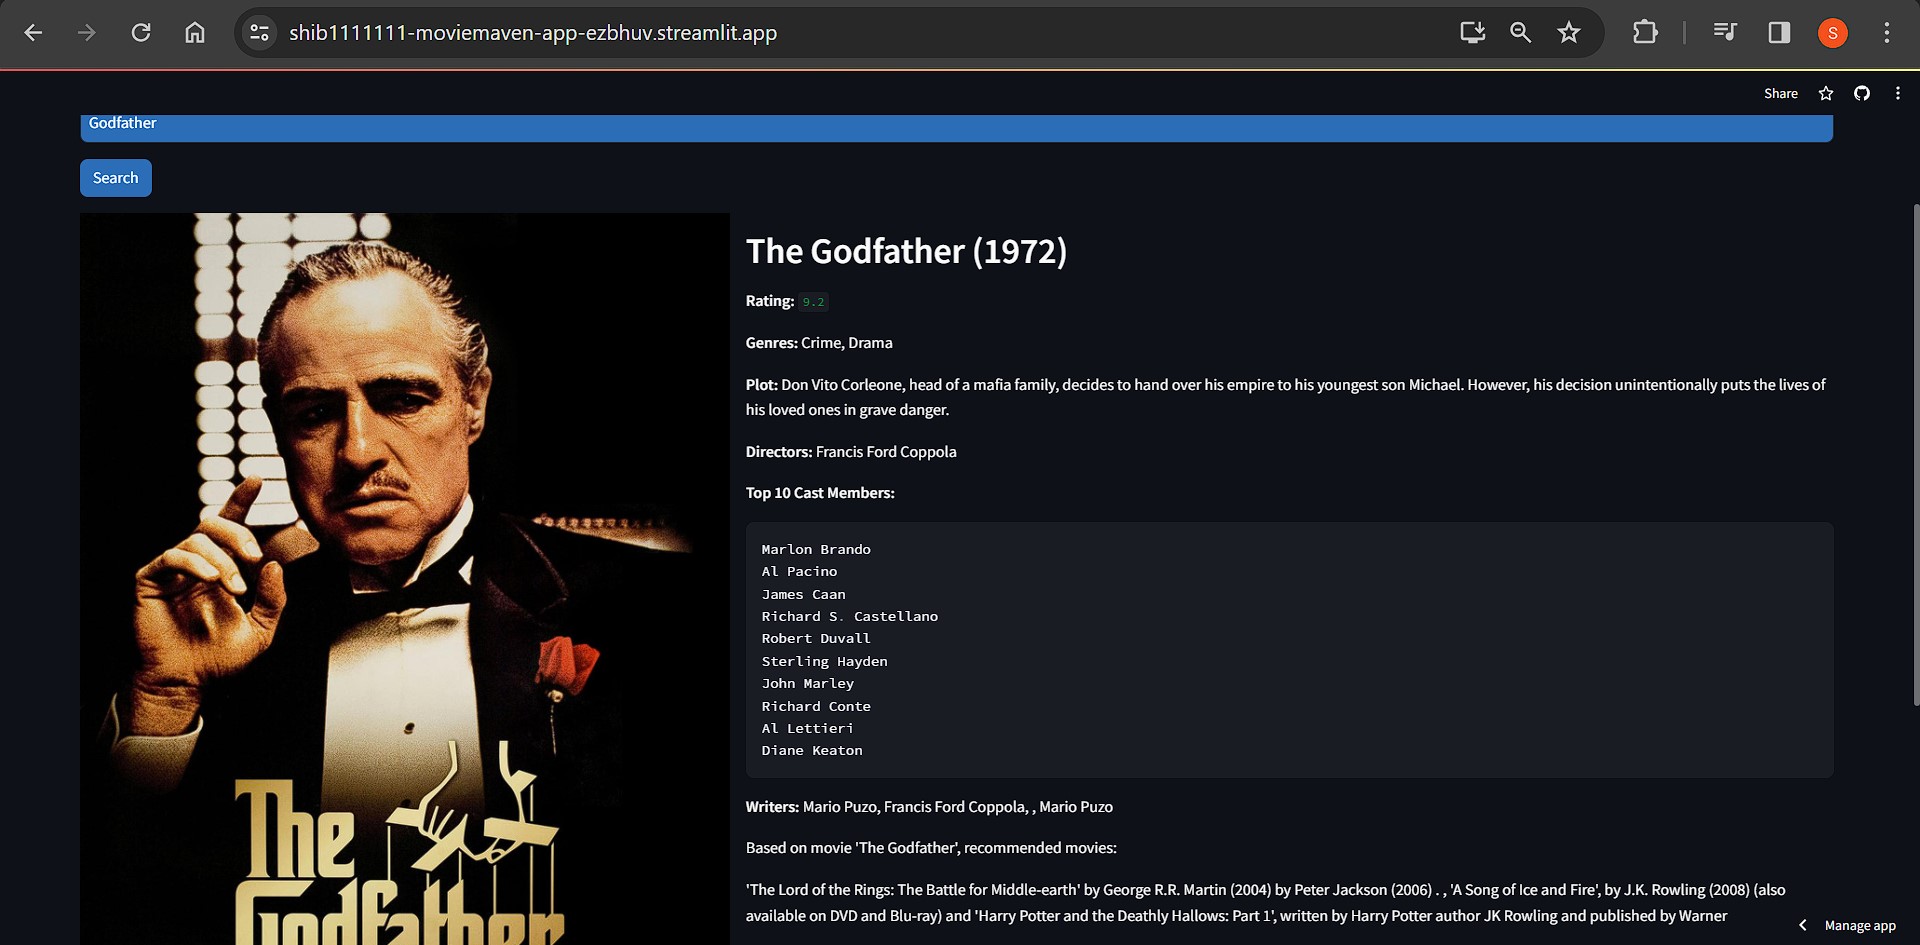 shib1111111-moviemaven-app-ezbhuv.streamlit.app
S
Share
Godfather
Search
The Godfather (1972)
Rating: 9.2
Genres: Crime, Drama
Plot: Don Vito Corleone, head of a mafia family, decides to hand over his empire to his youngest son Michael. However, his decision unintentionally puts the lives of
his loved ones in grave danger.
Directors: Francis Ford Coppola
Top 10 Cast Members:
Marlon Brando
Al Pacino
James Caan
Richard S. Castellano
Robert Duvall
Sterling Hayden
John Marley
Richard Conte
Al Lettieri
Diane Keaton
Writers: Mario Puzo, Francis Ford Coppola, , Mario Puzo
Based on movie 'The Godfather', recommended movies:
'The Lord of the Rings: The Battle for Middle-earth' by George R.R. Martin (2004) by Peter Jackson (2006) . , 'A Song of Ice and Fire', by J.K. Rowling (2008) (also
available on DVD and Blu-ray) and 'Harry Potter and the Deathly Hallows: Part 1', written by Harry Potter author JK Rowling and published by Warner
The
Godfather
Manage app